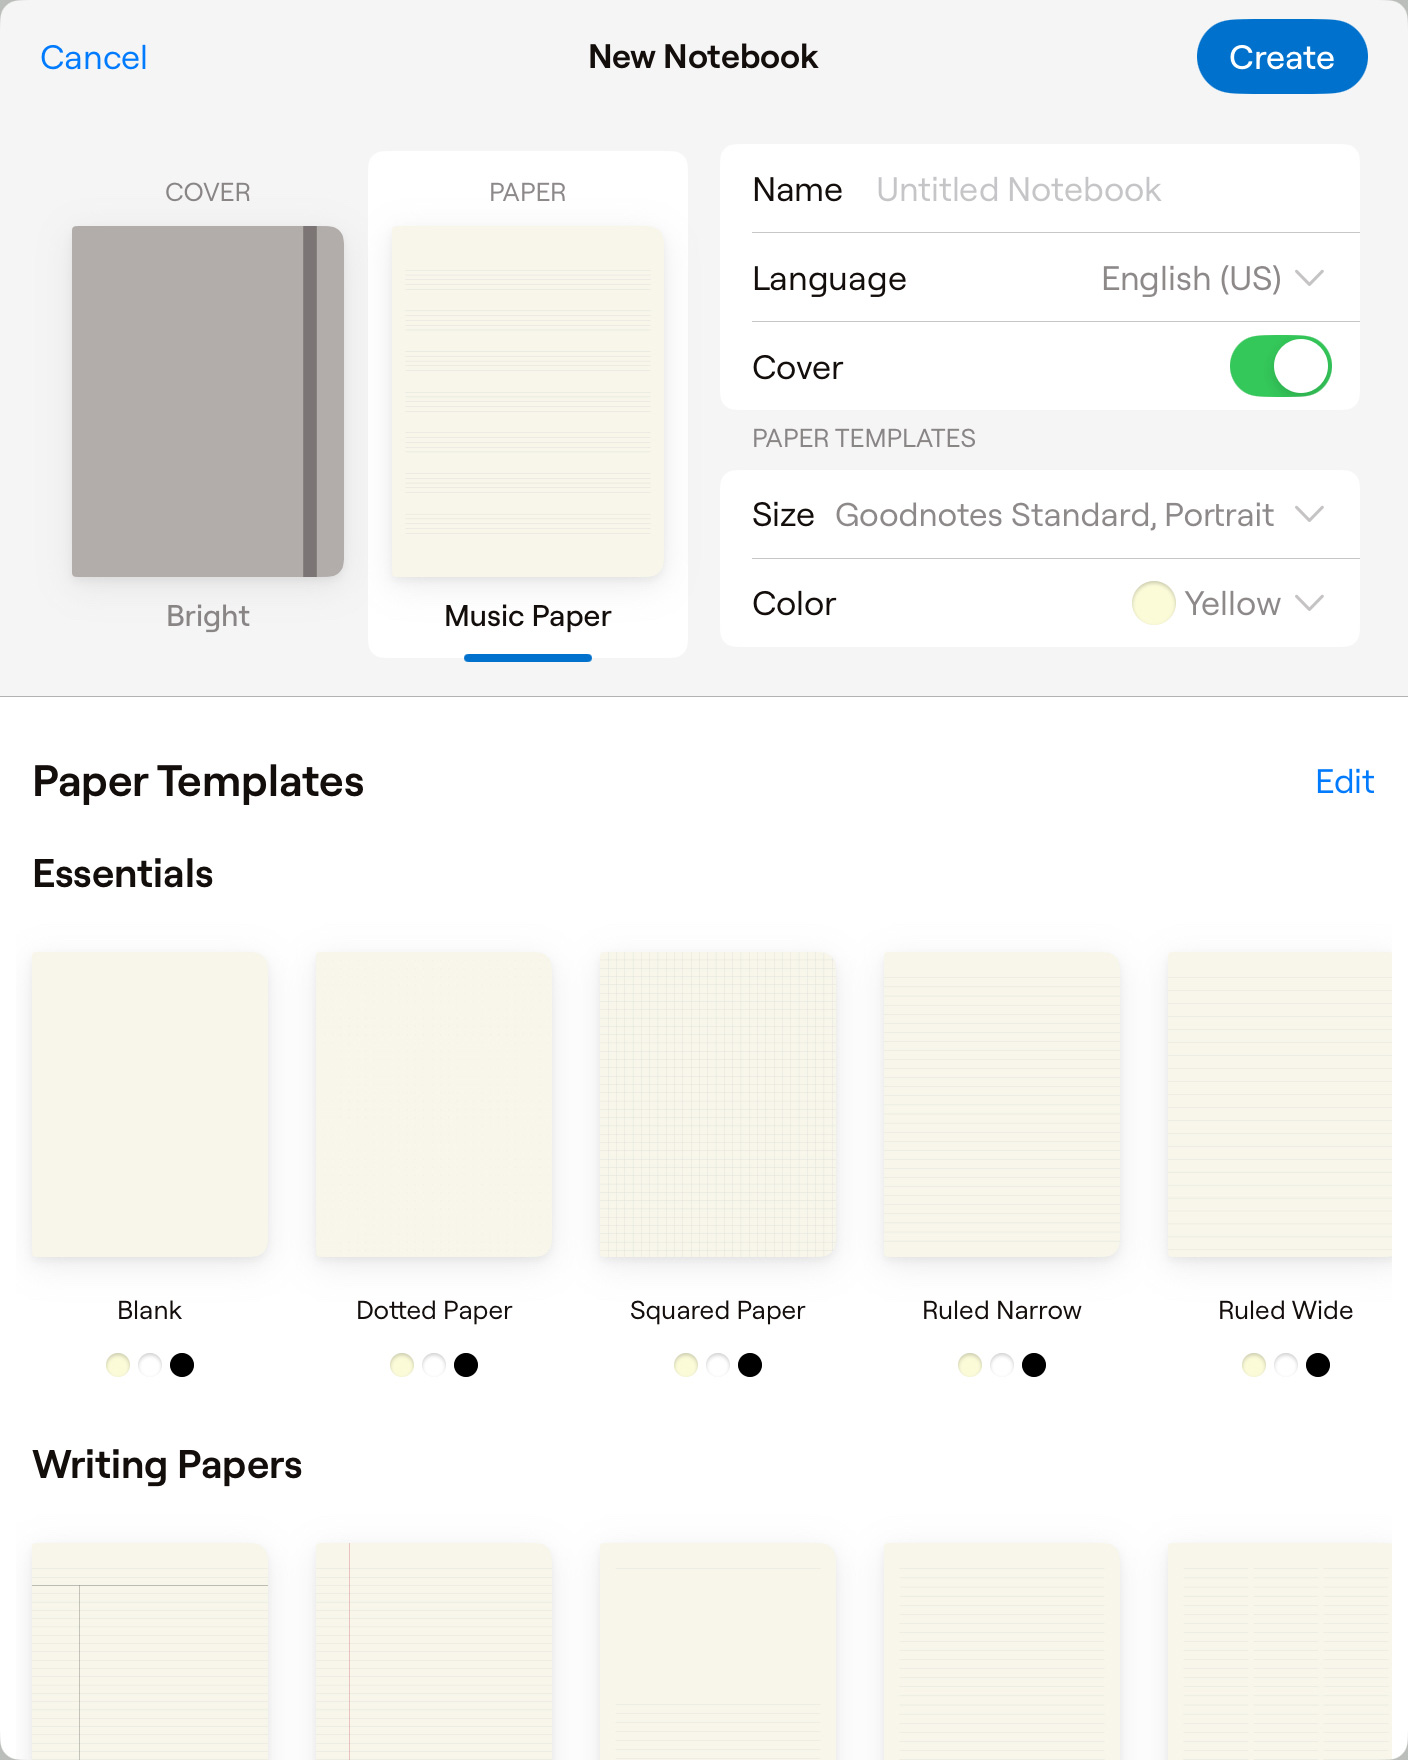 Cancel
New Notebook
Create
COVER
PAPER
Bright
Music Paper
Name Untitled Notebook
Language English (US)
Cover
PAPER TEMPLATES
Size Goodnotes Standard, Portrait
Color Yellow
Paper Templates
Edit
Essentials
Blank
Dotted Paper
Squared Paper
Ruled Narrow
Ruled Wide
Writing Papers